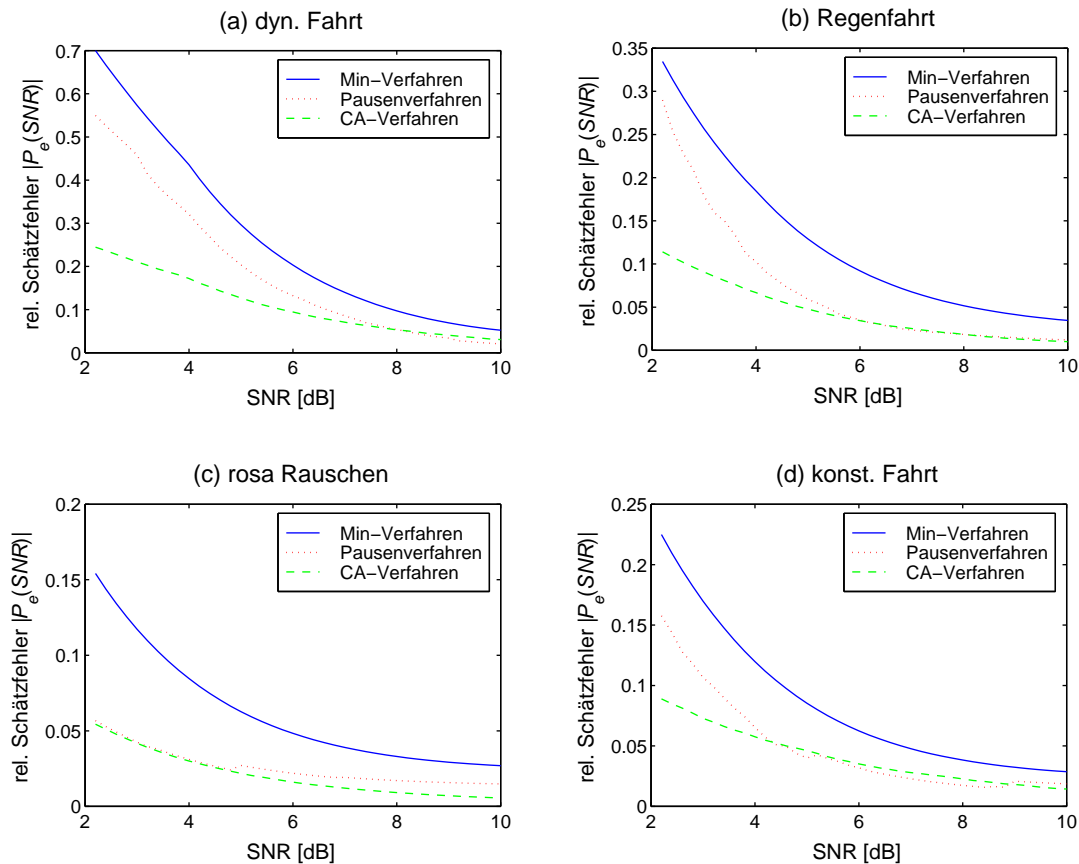 (a) dyn. Fahrt
rel. Schätzfehler |P_e(SNR)|
0.7
0.6
0.5
0.4
0.3
0.2
0.1
0
2 4 6 8 10
SNR [dB]
Min−Verfahren
Pausenverfahren
CA−Verfahren
(b) Regenfahrt
rel. Schätzfehler |P_e(SNR)|
0.35
0.3
0.25
0.2
0.15
0.1
0.05
0
2 4 6 8 10
SNR [dB]
Min−Verfahren
Pausenverfahren
CA−Verfahren
(c) rosa Rauschen
rel. Schätzfehler |P_e(SNR)|
0.2
0.15
0.1
0.05
0
2 4 6 8 10
SNR [dB]
Min−Verfahren
Pausenverfahren
CA−Verfahren
(d) konst. Fahrt
rel. Schätzfehler |P_e(SNR)|
0.25
0.2
0.15
0.1
0.05
0
2 4 6 8 10
SNR [dB]
Min−Verfahren
Pausenverfahren
CA−Verfahren